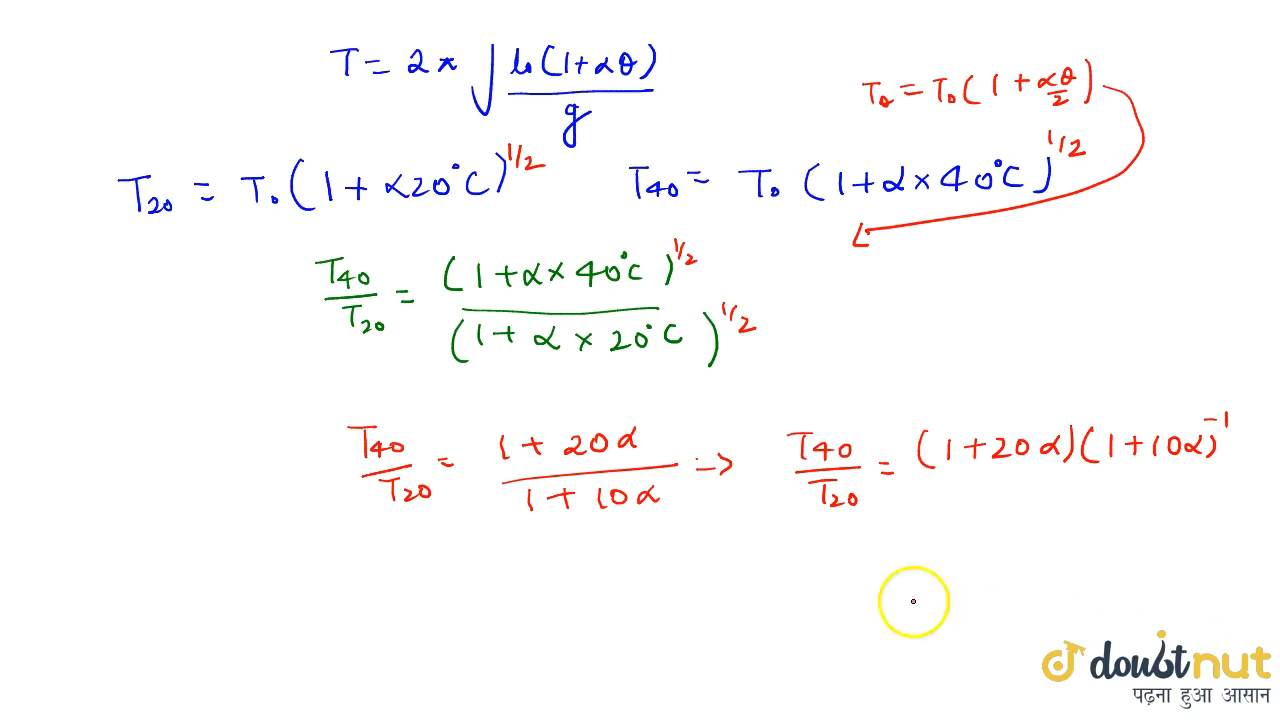 T = 2π √(l₀(1+αθ)/g)
T_θ = T₀(1 + αθ/2)
T₂₀ = T₀(1 + α20°C)^1/2
T₄₀ = T₀(1 + α × 40°C)^1/2
T₄₀/T₂₀ = (1 + α × 40°C)^1/2/(1 + α × 20°C)^1/2
T₄₀/T₂₀ = 1 + 20α/1 + 10α → T₄₀/T₂₀ = (1 + 20α)(1 + 10α)^-1
doubtnut
पढ़ना हुआ आसान